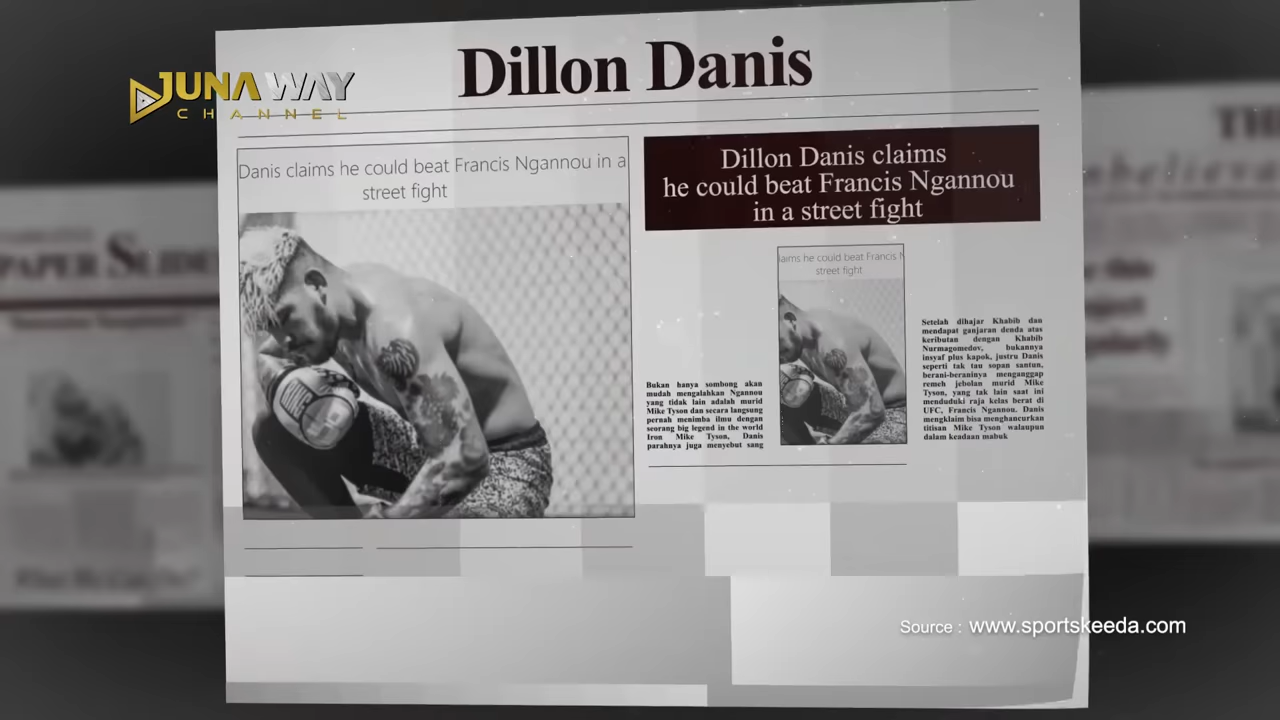 JUNA WAY
CHANNEL
Dillon Danis
Danis claims he could beat Francis Ngannou in a
street fight
Dillon Danis claims
he could beat Francis Ngannou
in a street fight
laims he could beat Francis N
street fight
Bukan hanya sombong akan
mudah mengalahkan Ngannou
yang tidak lain adalah murid
Mike Tyson dan secara langsung
pernah menimba ilmu dengan
seorang big legend in the world
Iron Mike Tyson, Danis
parahnya juga menyebut sang
Setelah dihajar Khabib dan
mendapat ganjaran denda atas
keributan dengan Khabib
Nurmagomedov, bukannya
insyaf plus kapok, justru Danis
seperti tak tau sopan santun,
berani-beraninya menganggap
remeh jebolan murid Mike
Tyson, yang tak lain saat ini
menduduki raja kelas berat di
UFC, Francis Ngannou. Danis
mengklaim bisa menghancurkan
titisan Mike Tyson walaupun
dalam keadaan mabuk
PAPER
TH
Source : www.sportskeeda.com